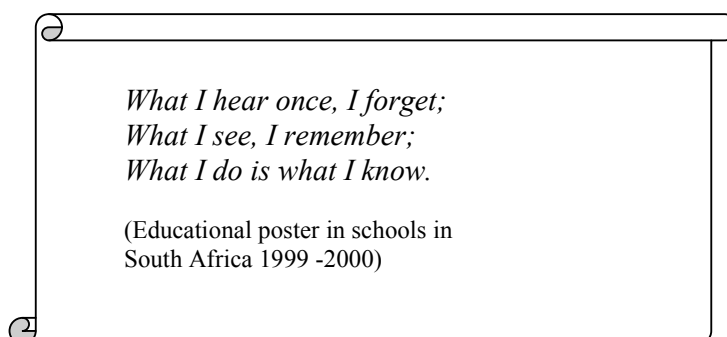 What I hear once, I forget;
What I see, I remember;
What I do is what I know.
(Educational poster in schools in
South Africa 1999 -2000)